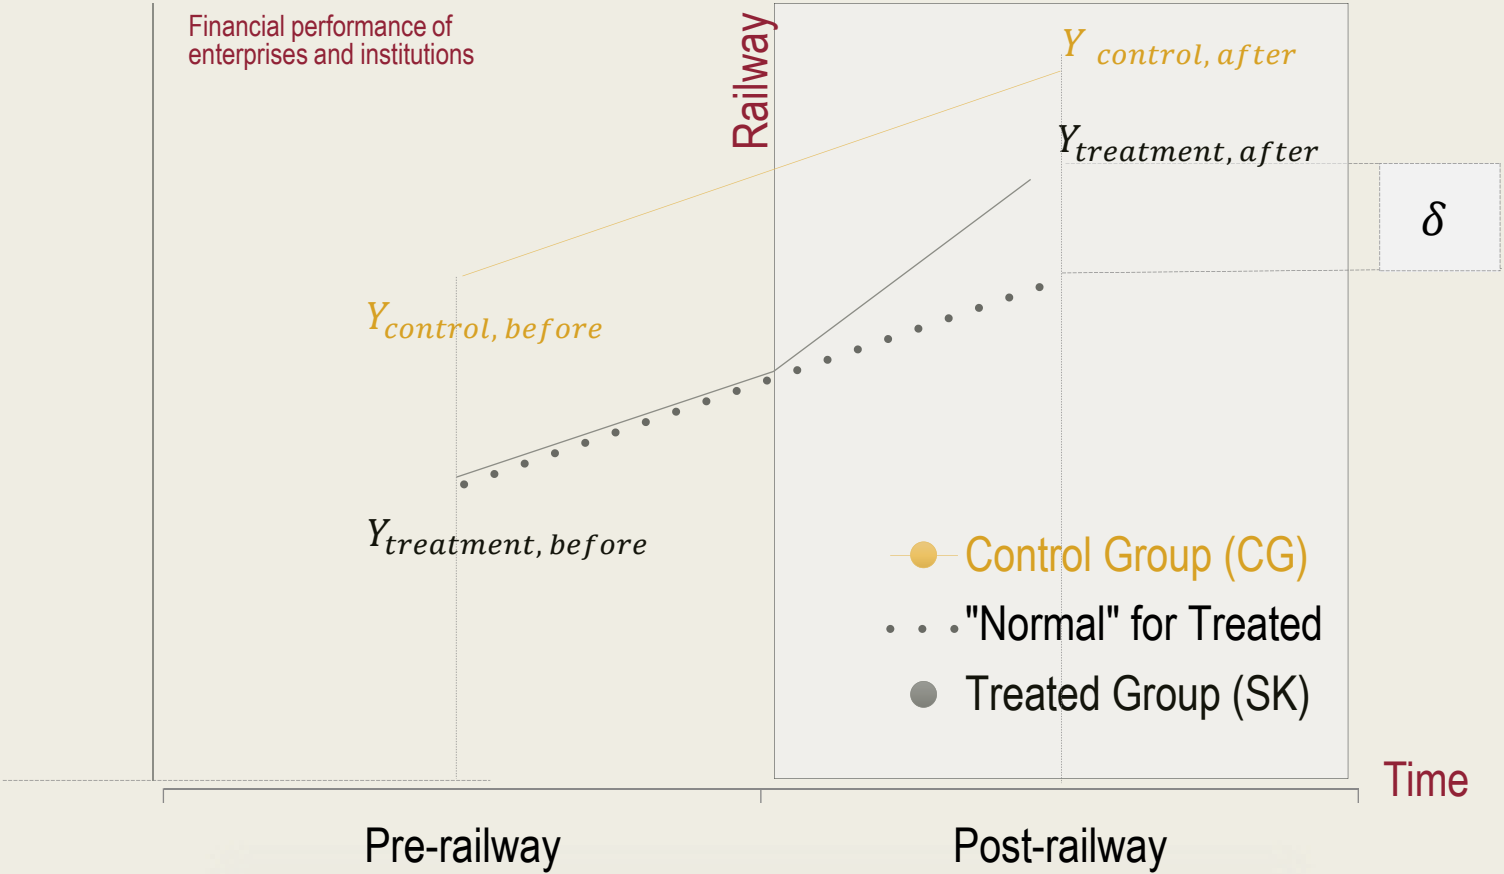 Financial performance of
enterprises and institutions
Railway
Y control, after
Y treatment, after
δ
Y control, before
Y treatment, before
Control Group (CG)
"Normal" for Treated
Treated Group (SK)
Time
Pre-railway
Post-railway